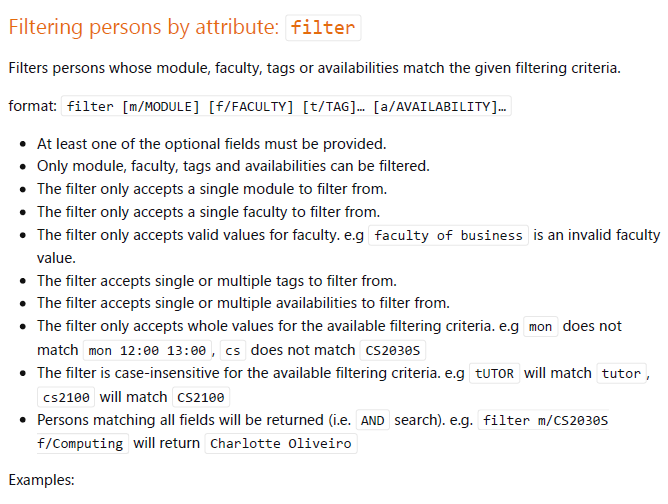 Filtering persons by attribute: filter
Filters persons whose module, faculty, tags or availabilities match the given filtering criteria.
format: filter [m/MODULE] [f/FACULTY] [t/TAG]… [a/AVAILABILITY]…
At least one of the optional fields must be provided.
Only module, faculty, tags and availabilities can be filtered.
The filter only accepts a single module to filter from.
The filter only accepts a single faculty to filter from.
The filter only accepts valid values for faculty. e.g faculty of business is an invalid faculty
value.
The filter accepts single or multiple tags to filter from.
The filter accepts single or multiple availabilities to filter from.
The filter only accepts whole values for the available filtering criteria. e.g mon does not
match mon 12:00 13:00, cs does not match CS2030S
The filter is case-insensitive for the available filtering criteria. e.g tUTOR will match tutor,
cs2100 will match CS2100
Persons matching all fields will be returned (i.e. AND search). e.g. filter m/CS2030S
f/Computing will return Charlotte Oliveiro
Examples: